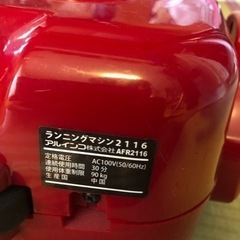 ランニングマシン2116
アルインコ株式会社 AFR2116
定格電圧 AC100V(50/60Hz)
連続使用時間 30分
使用体重制限 90kg
生産国 中国